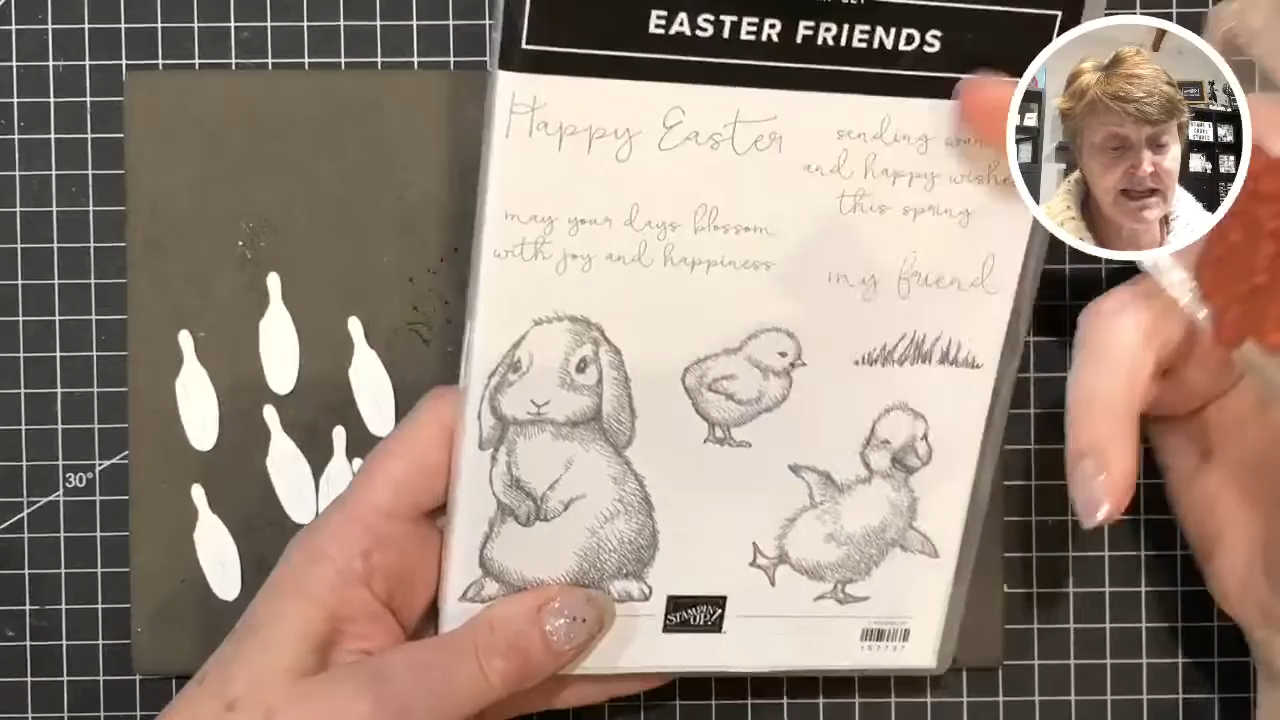 EASTER FRIENDS
Happy Easter
sending
and happy wishes
this spring
may your days blossom
with joy and happiness
my friend
STAMPIN' UP!
30°